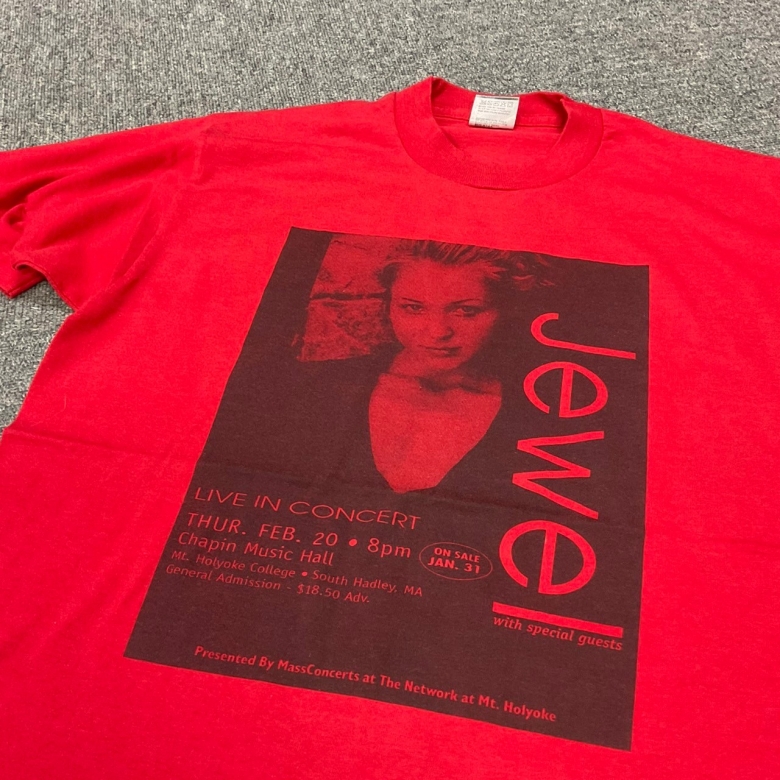 Jewel
with special guests
LIVE IN CONCERT
THUR. FEB. 20 • 8pm
Chapin Music Hall
Mt. Holyoke College • South Hadley, MA
General Admission - $18.50 Adv.
ON SALE
JAN. 31
Presented By MassConcerts at The Network at Mt. Holyoke